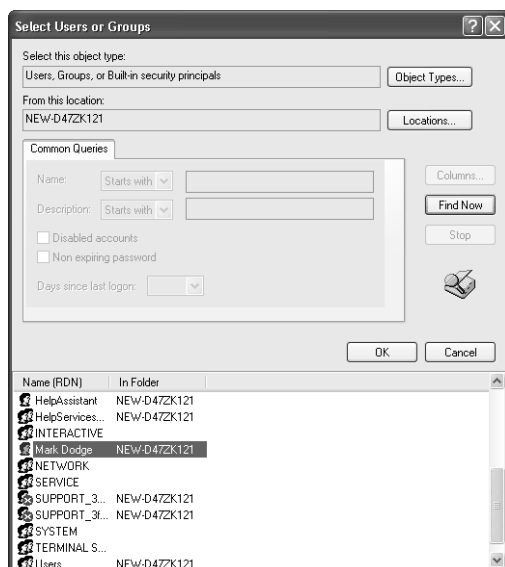 Select Users or Groups
Select this object type:
Users, Groups, or Built-in security principals
Object Types...
From this location:
NEW-D47ZK121
Locations...
Common Queries
Name:
Starts with
Description:
Starts with
Disabled accounts
Non expiring password
Days since last logon:
Columns...
Find Now
Stop
OK
Cancel
Name (RDN) In Folder
HelpAssistant NEW-D47ZK121
HelpServices... NEW-D47ZK121
INTERACTIVE
Mark Dodge NEW-D47ZK121
NETWORK
SERVICE
SUPPORT_3... NEW-D47ZK121
SUPPORT_3f... NEW-D47ZK121
SYSTEM
TERMINAL S...
Users NEW-D47ZK121